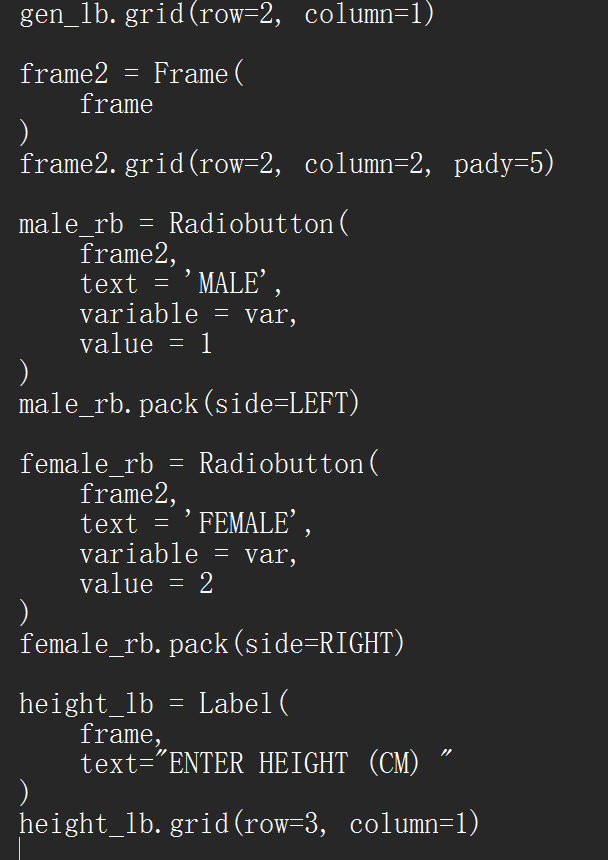 gen_lb.grid(row=2, column=1)

frame2 = Frame(
    frame
)
frame2.grid(row=2, column=2, pady=5)

male_rb = Radiobutton(
    frame2,
    text = 'MALE',
    variable = var,
    value = 1
)
male_rb.pack(side=LEFT)

female_rb = Radiobutton(
    frame2,
    text = 'FEMALE',
    variable = var,
    value = 2
)
female_rb.pack(side=RIGHT)

height_lb = Label(
    frame,
    text="ENTER HEIGHT (CM) "
)
height_lb.grid(row=3, column=1)